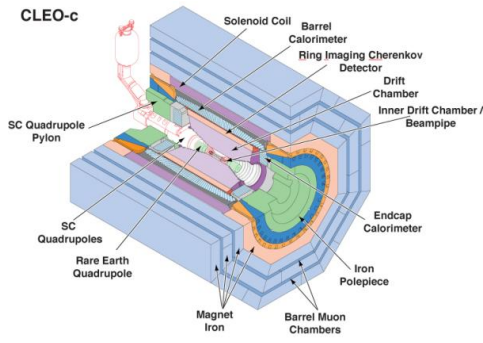 CLEO-c
Solenoid Coil
Barrel
Calorimeter
Ring Imaging Cherenkov
Detector
Drift
Chamber
Inner Drift Chamber /
Beampipe
SC Quadrupole
Pylon
SC
Quadrupoles
Rare Earth
Quadrupole
Magnet
Iron
Barrel Muon
Chambers
Iron
Polepiece
Endcap
Calorimeter